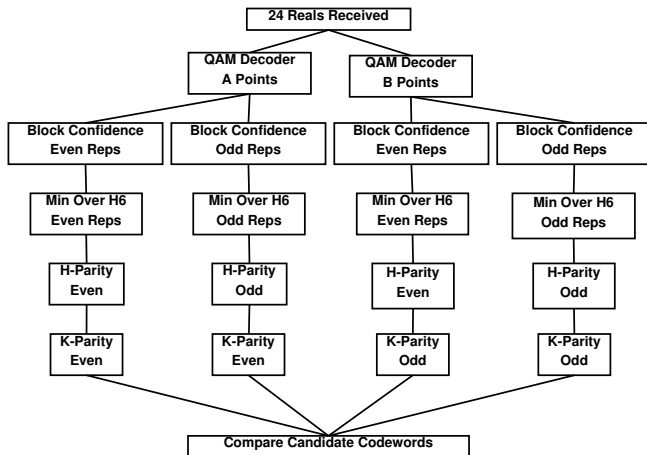 24 Reals Received
QAM Decoder
A Points
QAM Decoder
B Points
Block Confidence
Even Reps
Block Confidence
Odd Reps
Block Confidence
Even Reps
Block Confidence
Odd Reps
Min Over H6
Even Reps
Min Over H6
Odd Reps
Min Over H6
Even Reps
Min Over H6
Odd Reps
H-Parity
Even
H-Parity
Odd
H-Parity
Even
H-Parity
Odd
K-Parity
Even
K-Parity
Even
K-Parity
Odd
K-Parity
Odd
Compare Candidate Codewords